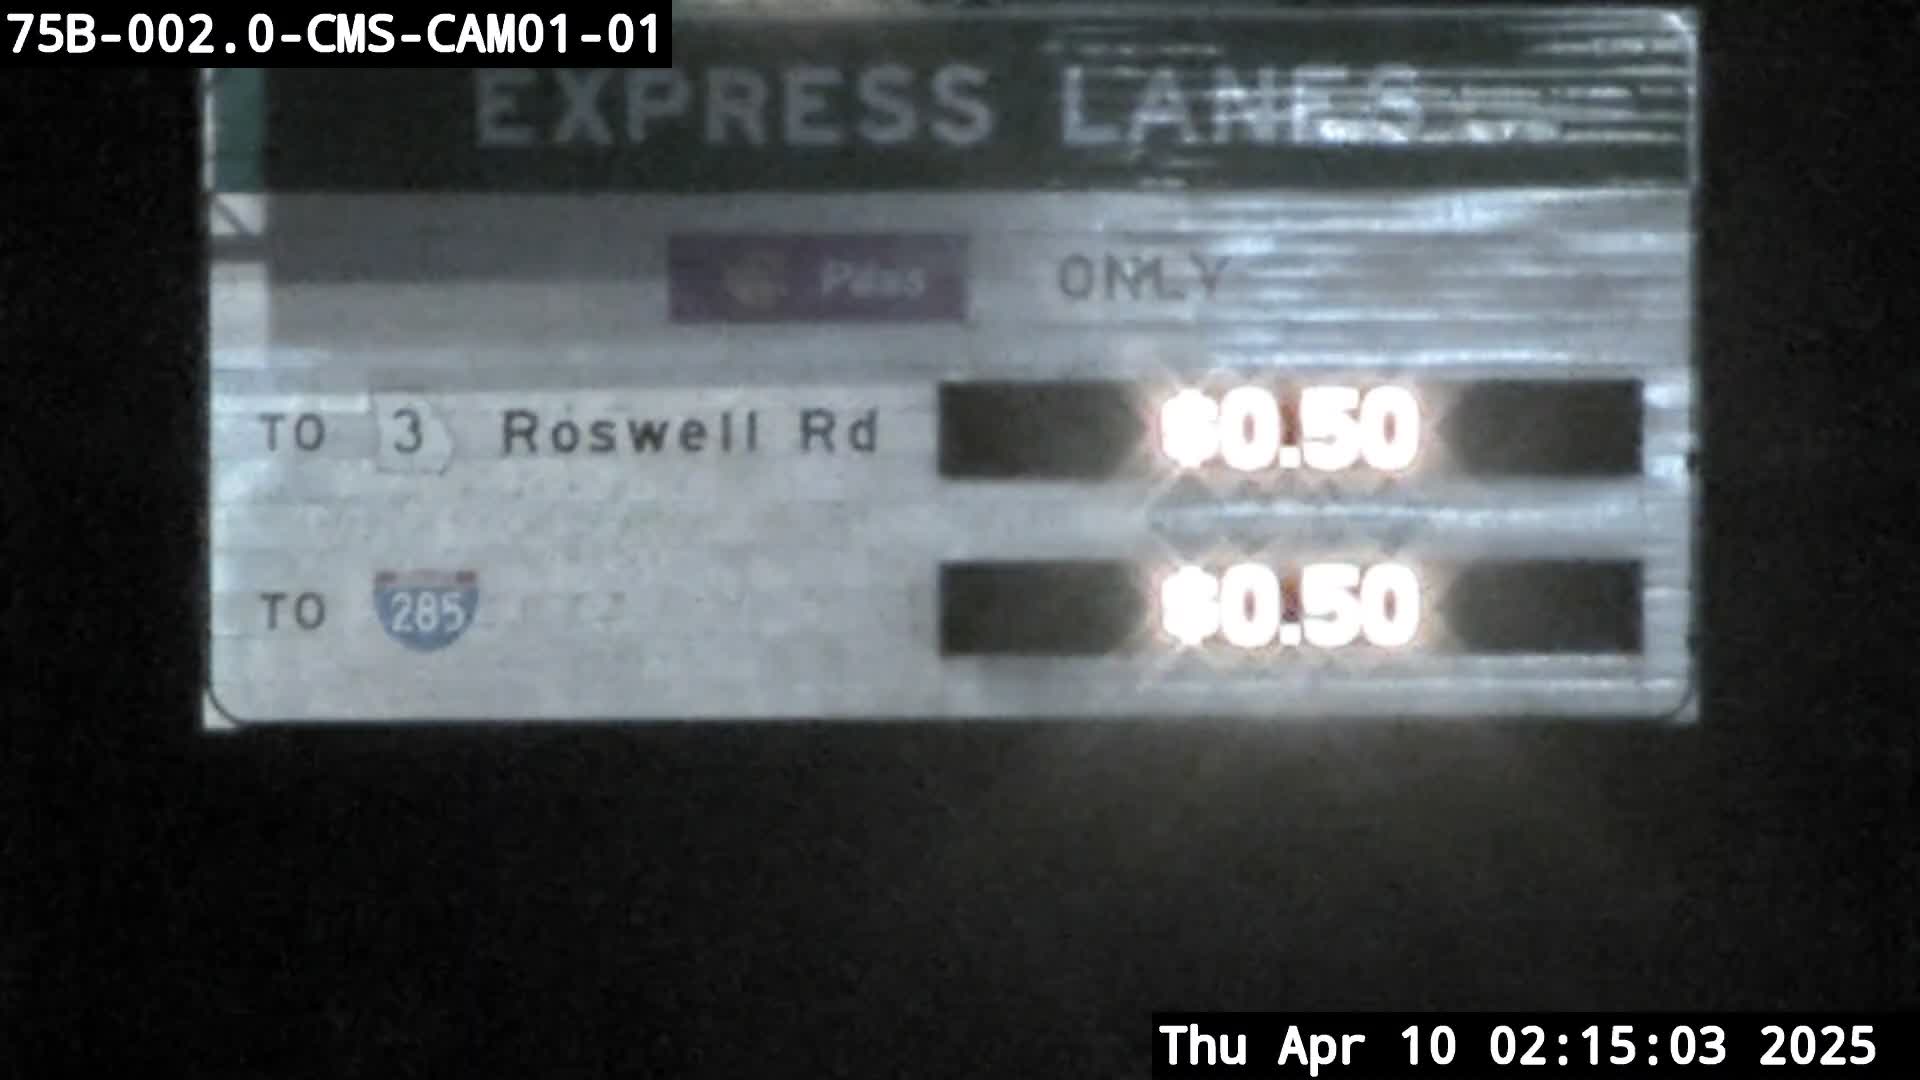 75B-002.0-CMS-CAM01-01
EXPRESS LANES
Pass ONLY
TO 3 Roswell Rd $0.50
TO 285 $0.50
Thu Apr 10 02:15:03 2025